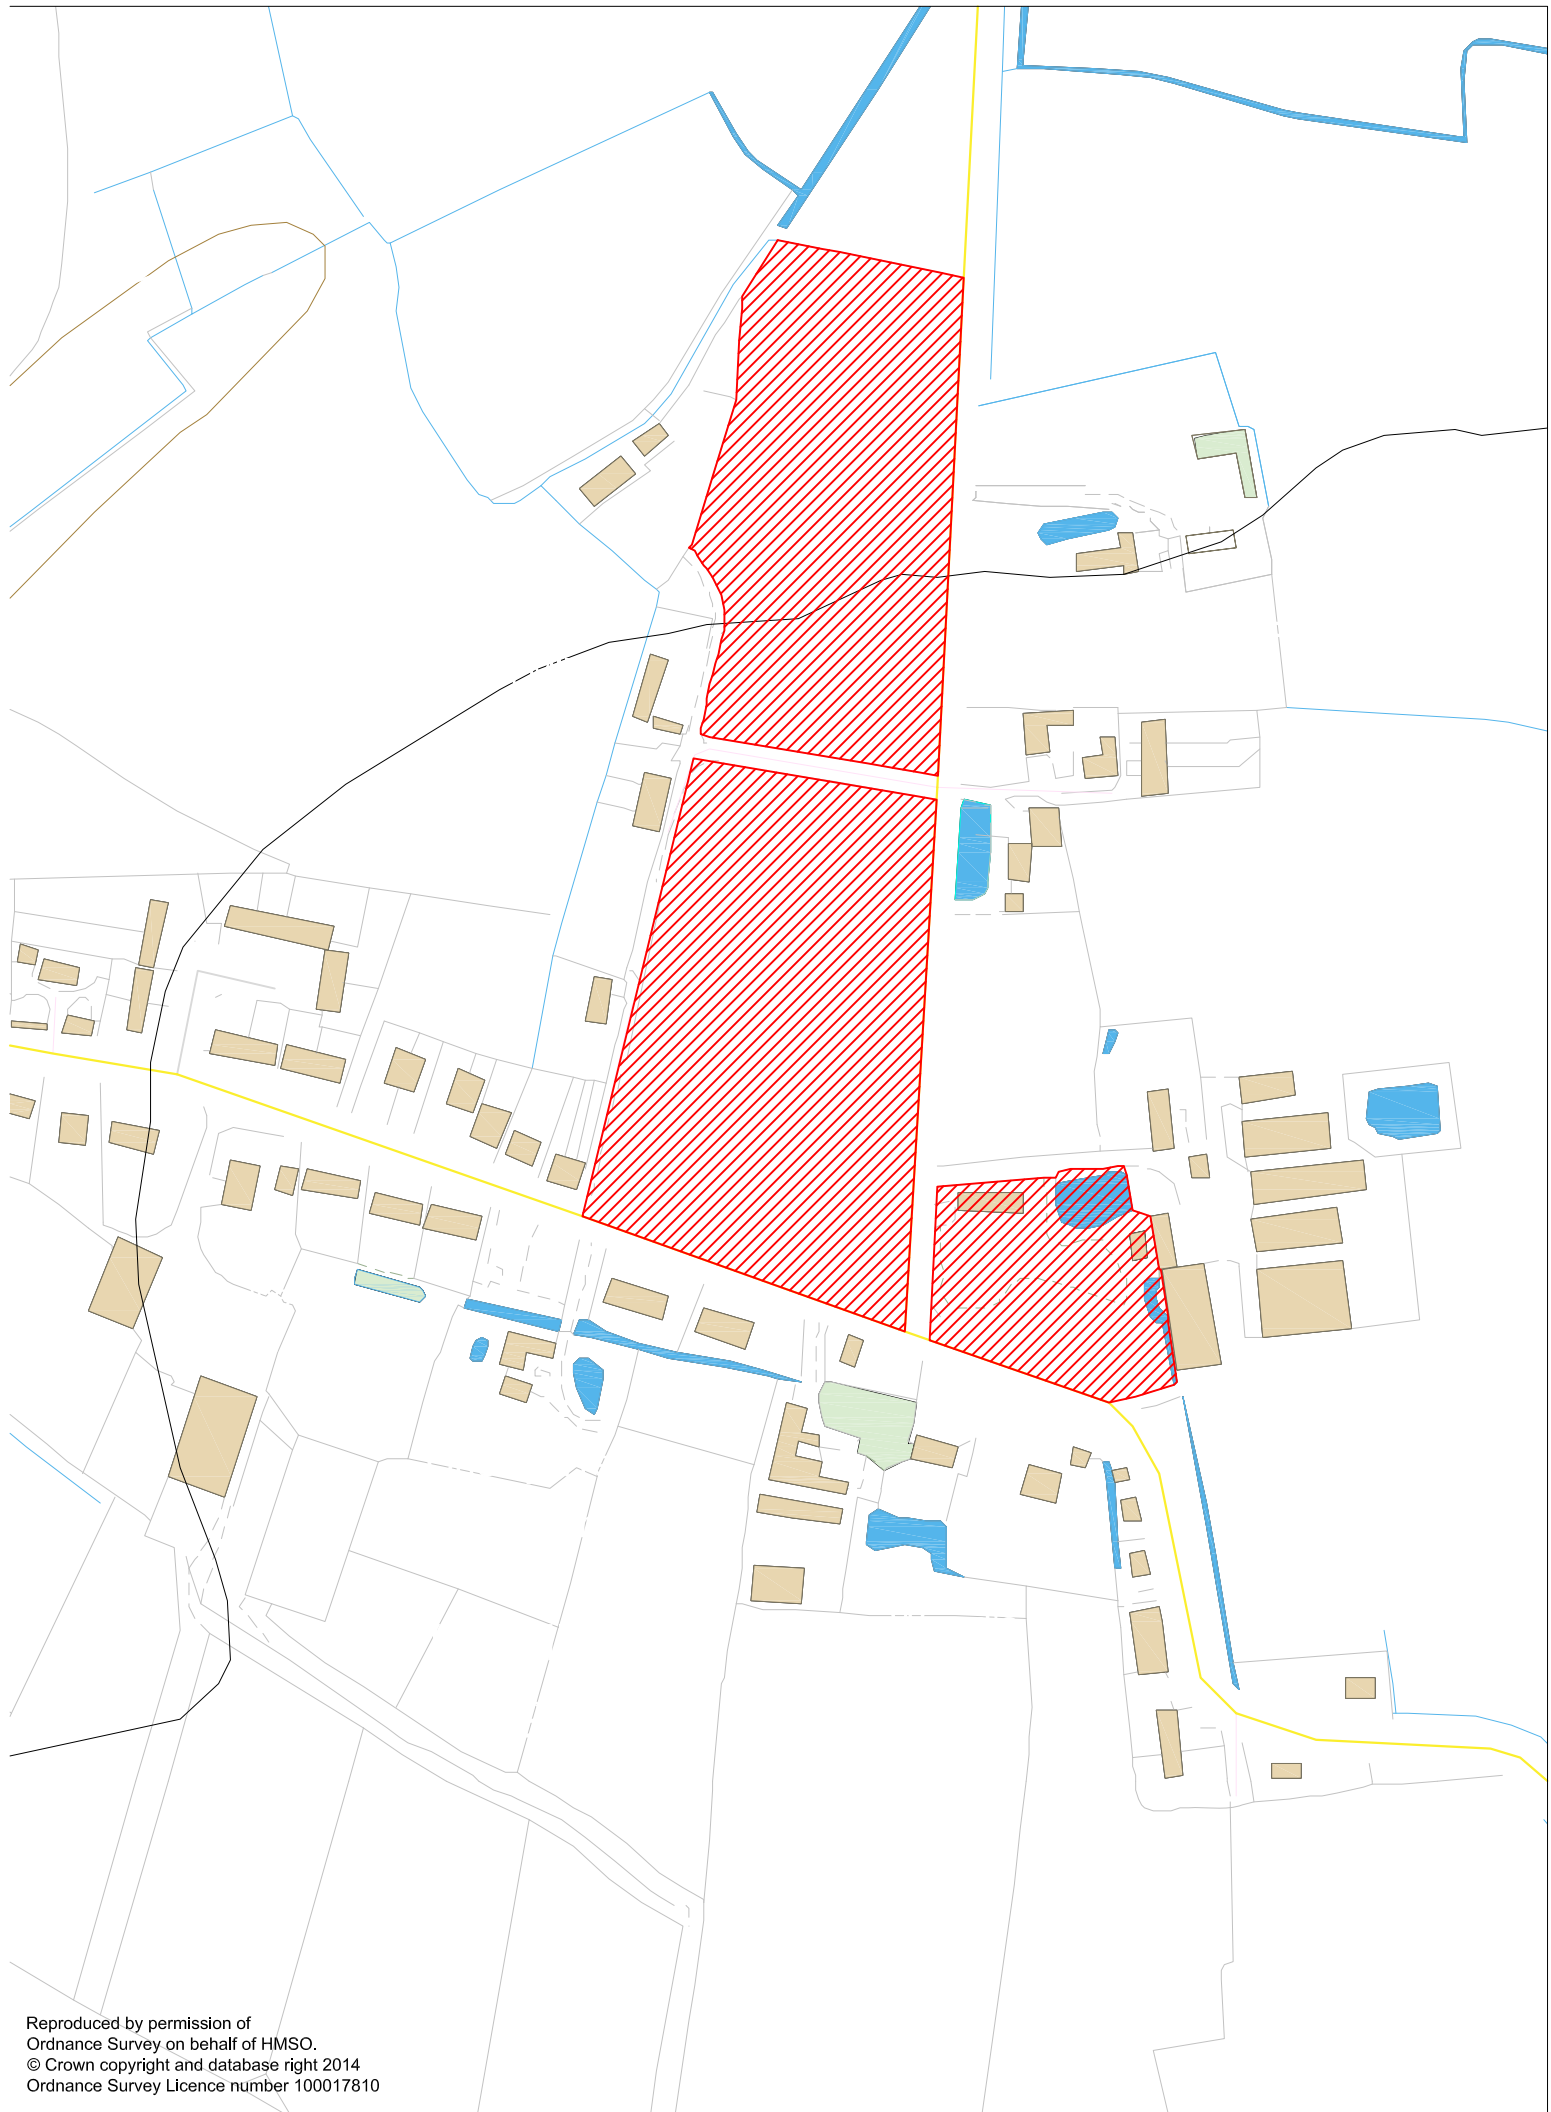 Reproduced by permission of
Ordnance Survey on behalf of HMSO.
© Crown copyright and database right 2014
Ordnance Survey Licence number 100017810